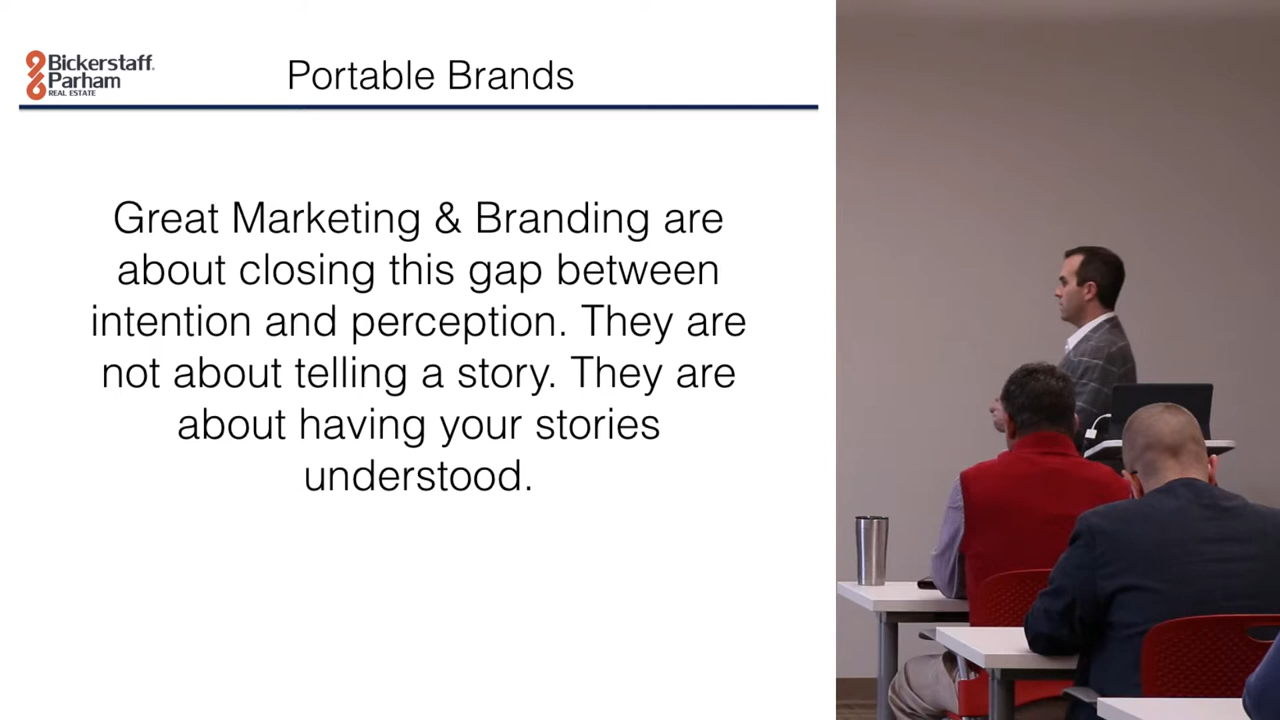 Bickerstaff
Parham
REAL ESTATE
Portable Brands
Great Marketing & Branding are
about closing this gap between
intention and perception. They are
not about telling a story. They are
about having your stories
understood.